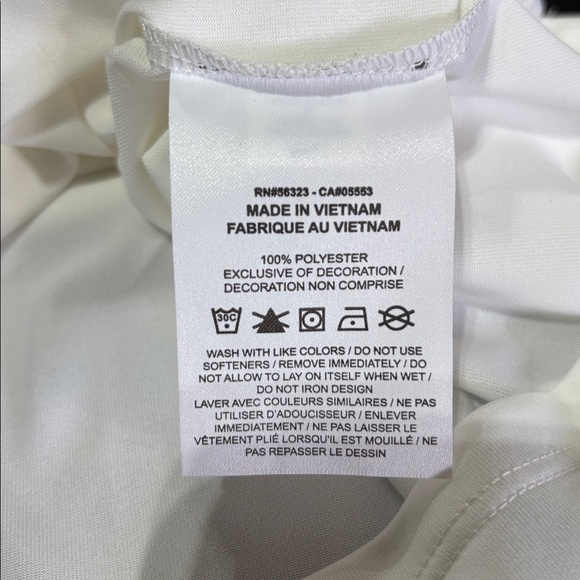 RN#56323 - CA#05553
MADE IN VIETNAM
FABRIQUE AU VIETNAM
100% POLYESTER
EXCLUSIVE OF DECORATION /
DECORATION NON COMPRISE
30C
WASH WITH LIKE COLORS / DO NOT USE
SOFTENERS / REMOVE IMMEDIATELY / DO
NOT ALLOW TO LAY ON ITSELF WHEN WET /
DO NOT IRON DESIGN
LAVER AVEC COULEURS SIMILAIRES / NE PAS
UTILISER D'ADOUCISSEUR / ENLEVER
IMMÉDIATEMENT / NE PAS LAISSER LE
VÊTEMENT PLIÉ LORSQU'IL EST MOUILLÉ / NE
PAS REPASSER LE DESSIN